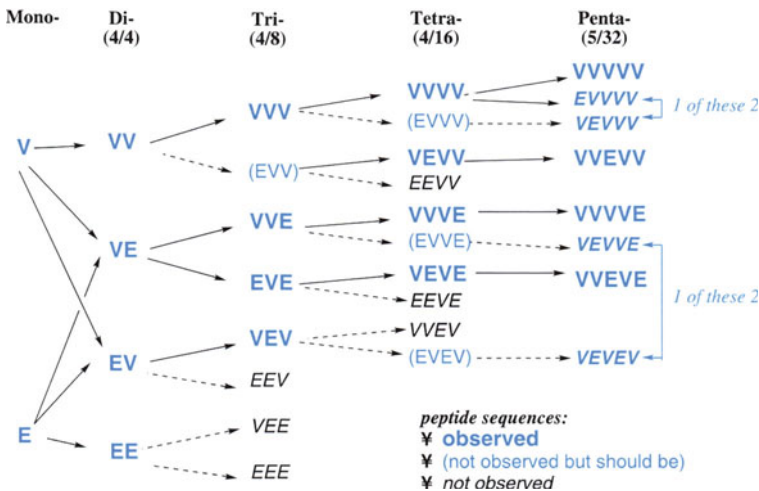 Mono- Di- Tri- Tetra- Penta-
(4/4) (4/8) (4/16) (5/32)
VVVVV
VVVV
EVVVV
VVV
1 of these 2
(EVVV) VEVVV
V VV
VEVV VVEVV
(EVV)
EEVV
VVE VVVE VVVVE
VE (EVVE) VEVVE
EVE VEVE VVEVE
EEVE
1 of these 2
VEV VVEV
EV (EVEV) VEVEV
EEV
VEE
peptide sequences:
E EE ¥ observed
¥ (not observed but should be)
EEE ¥ not observed